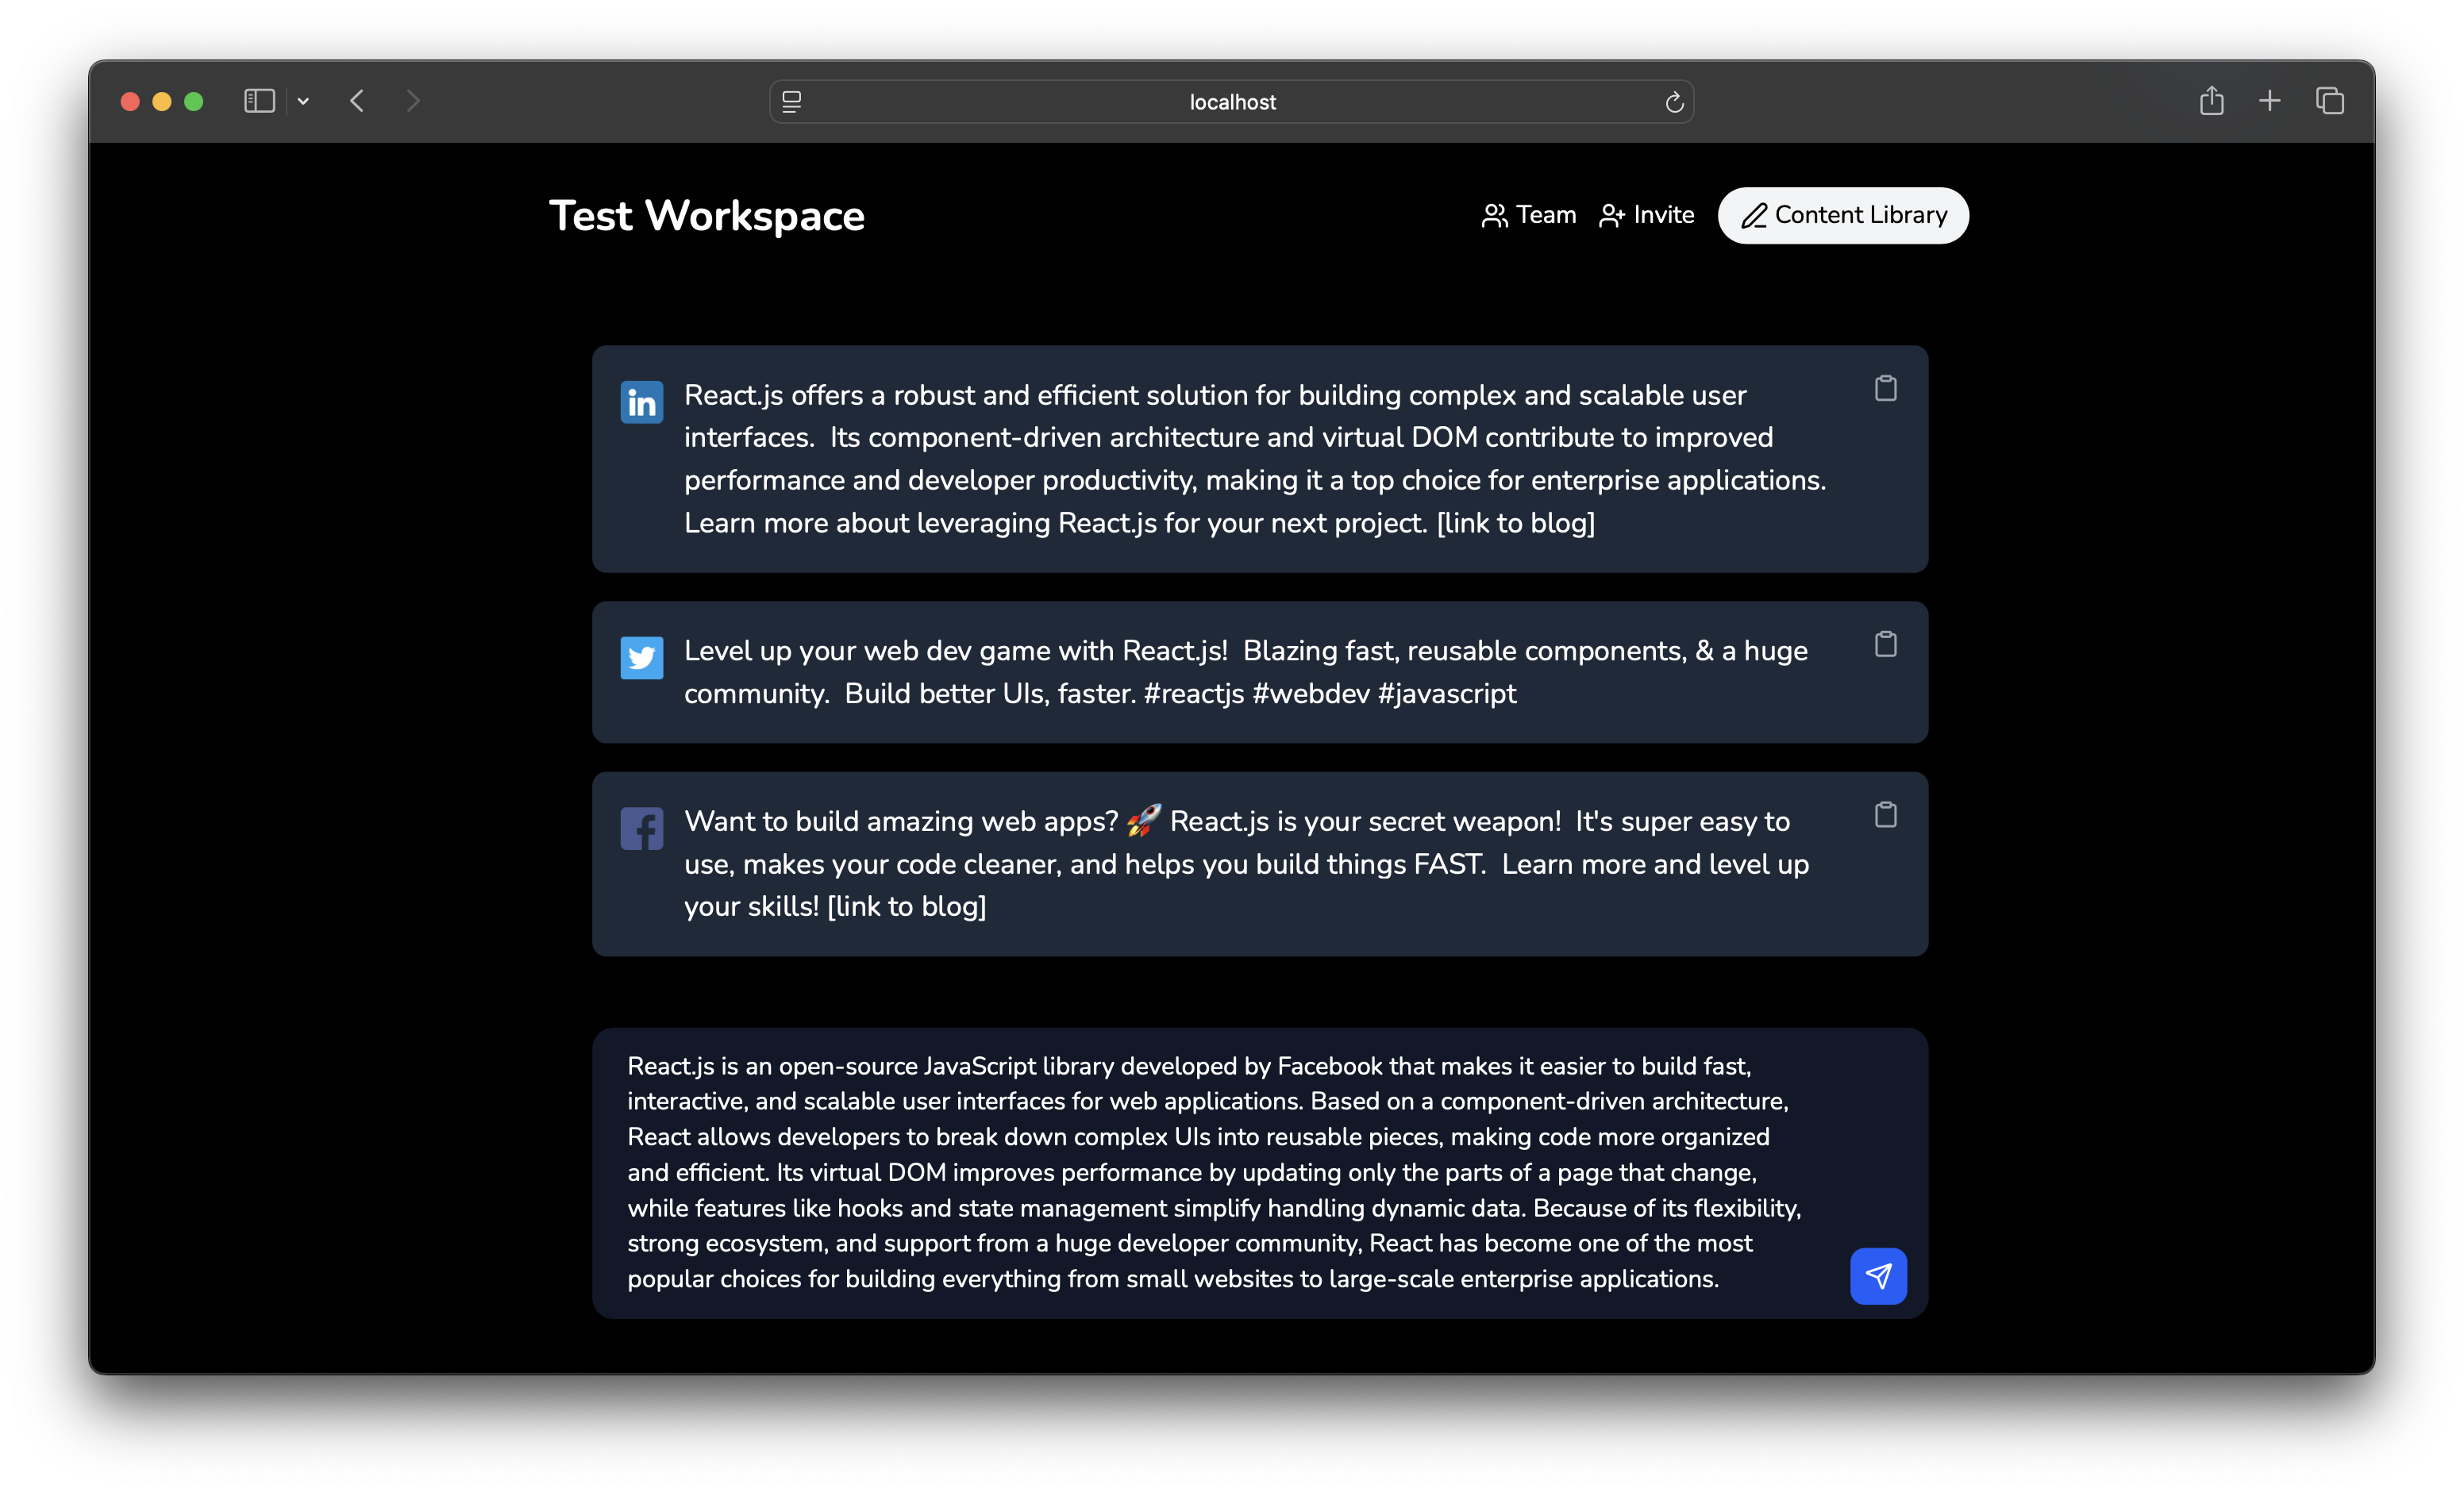 localhost
Test Workspace
Team
Invite
Content Library
in
React.js offers a robust and efficient solution for building complex and scalable user
interfaces.  Its component-driven architecture and virtual DOM contribute to improved
performance and developer productivity, making it a top choice for enterprise applications.
Learn more about leveraging React.js for your next project. [link to blog]
Level up your web dev game with React.js!  Blazing fast, reusable components, & a huge
community.  Build better UIs, faster. #reactjs #webdev #javascript
f
Want to build amazing web apps? 🚀 React.js is your secret weapon!  It's super easy to
use, makes your code cleaner, and helps you build things FAST.  Learn more and level up
your skills! [link to blog]
React.js is an open-source JavaScript library developed by Facebook that makes it easier to build fast,
interactive, and scalable user interfaces for web applications. Based on a component-driven architecture,
React allows developers to break down complex UIs into reusable pieces, making code more organized
and efficient. Its virtual DOM improves performance by updating only the parts of a page that change,
while features like hooks and state management simplify handling dynamic data. Because of its flexibility,
strong ecosystem, and support from a huge developer community, React has become one of the most
popular choices for building everything from small websites to large-scale enterprise applications.